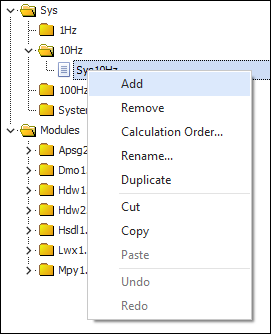 Sys
1Hz
10Hz
Sys10Hz
100Hz
System
Modules
Apsg2
Dmo1.
Hdw1.
Hdw2.
Hsdl1.
Lwx1.
Mpy1.
Add
Remove
Calculation Order...
Rename...
Duplicate
Cut
Copy
Paste
Undo
Redo